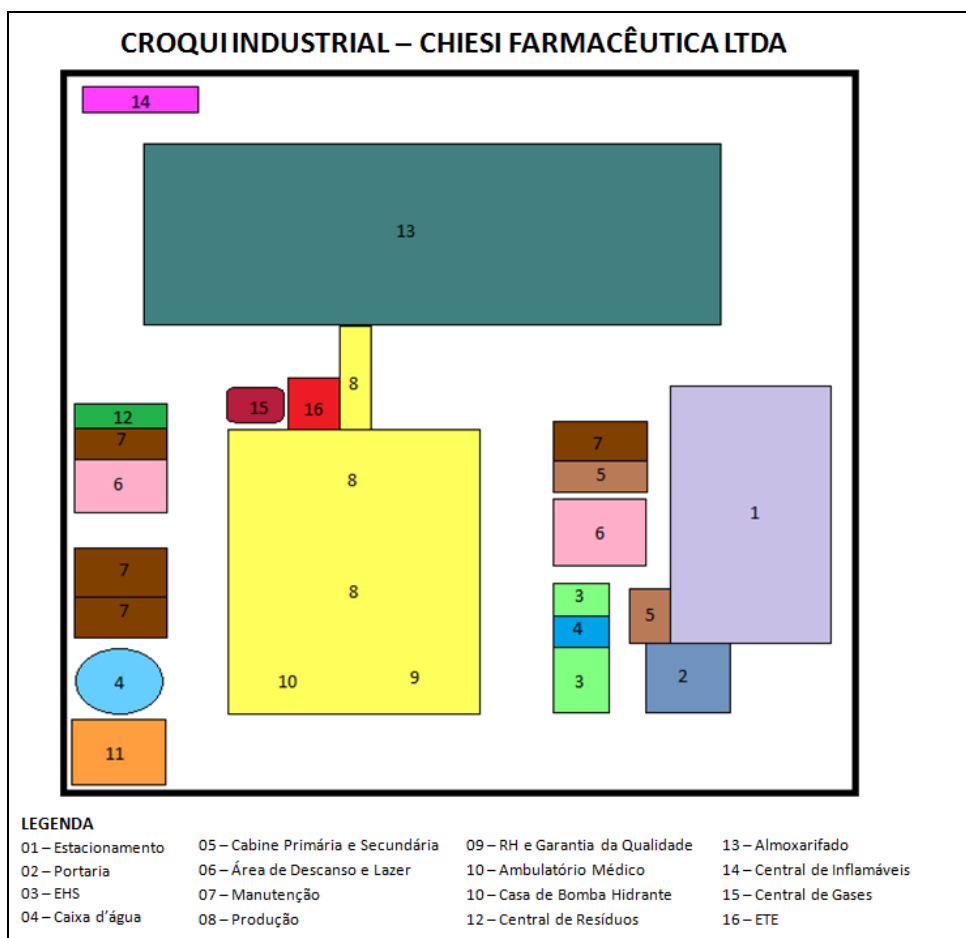 CROQUI INDUSTRIAL – CHIESI FARMACÊUTICA LTDA
14
13
8
15
16
12
7
6
7
5
8
6
1
7
7
8
3
4
3
5
4
10
9
2
11
LEGENDA
01 – Estacionamento
02 – Portaria
03 – EHS
04 – Caixa d'água
05 – Cabine Primária e Secundária
06 – Área de Descanso e Lazer
07 – Manutenção
08 – Produção
09 – RH e Garantia da Qualidade
10 – Ambulatório Médico
10 – Casa de Bomba Hidrante
12 – Central de Resíduos
13 – Almoxarifado
14 – Central de Inflamáveis
15 – Central de Gases
16 – ETE